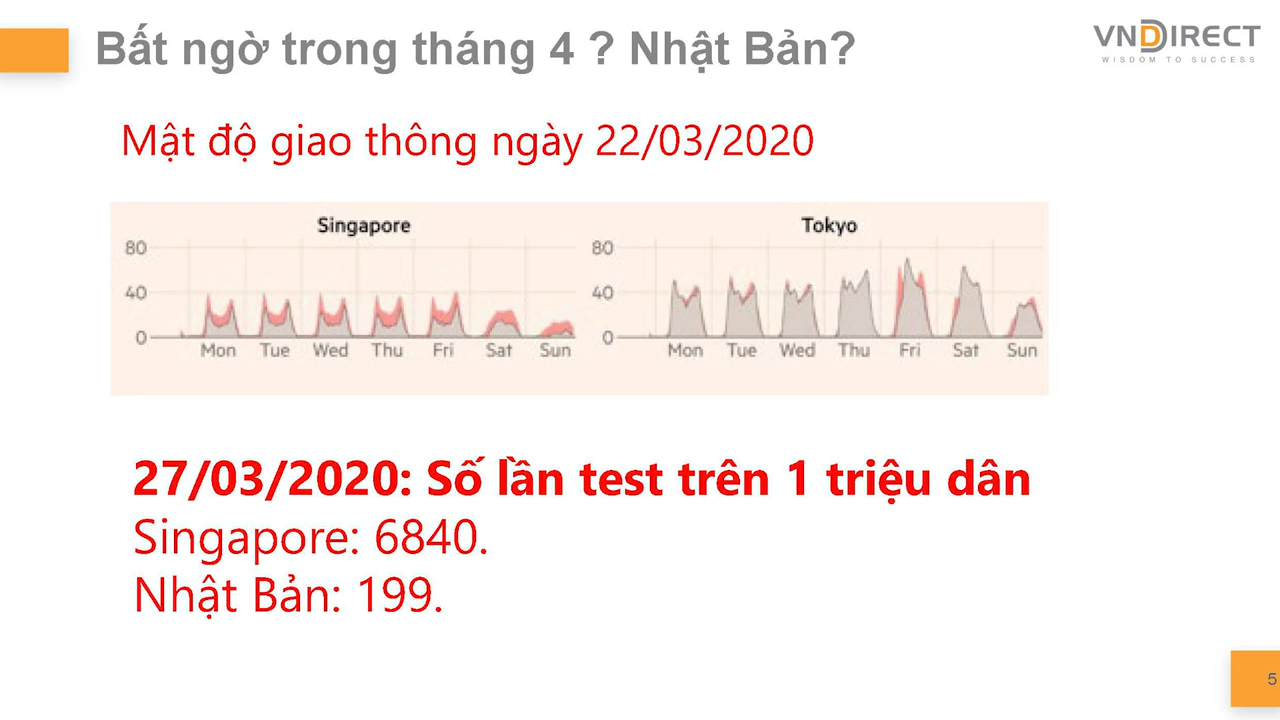 Bất ngờ trong tháng 4 ? Nhật Bản?
VNDIRECT
WISDOM TO SUCCESS
Mật độ giao thông ngày 22/03/2020
Singapore
80
40
0
Mon Tue Wed Thu Fri Sat Sun
Tokyo
80
40
0
Mon Tue Wed Thu Fri Sat Sun
27/03/2020: Số lần test trên 1 triệu dân
Singapore: 6840.
Nhật Bản: 199.
5